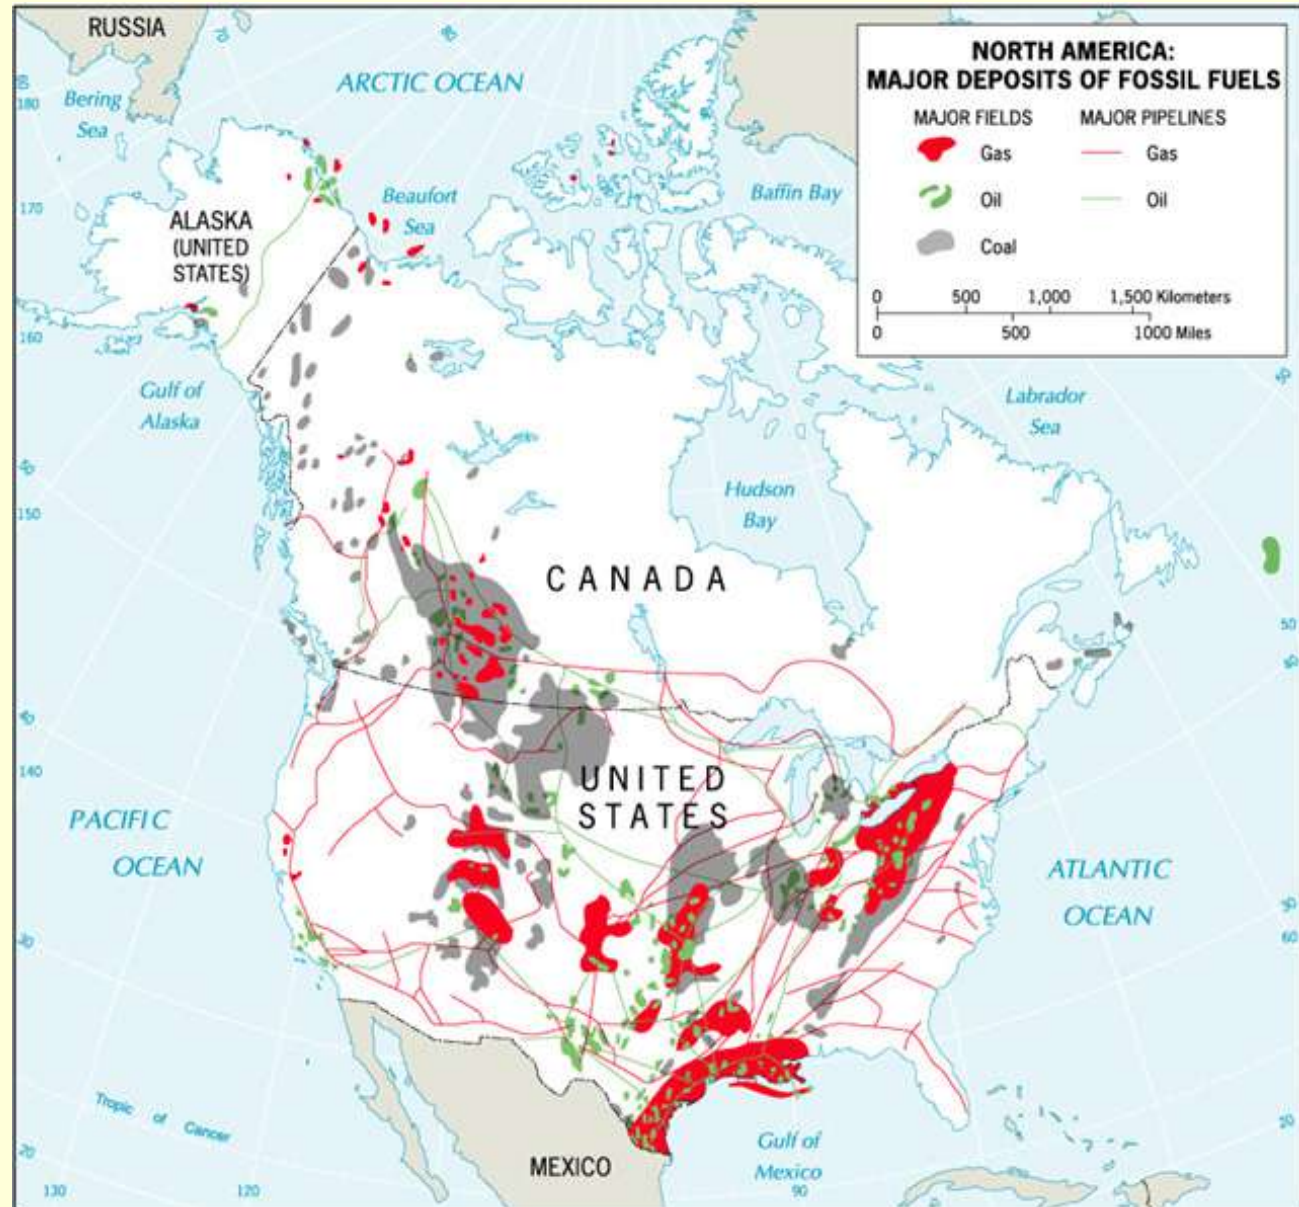 RUSSIA
ARCTIC OCEAN
Bering
Sea
Beaufort
Sea
Baffin Bay
ALASKA
(UNITED
STATES)
Gulf of
Alaska
Labrador
Sea
Hudson
Bay
CANADA
UNITED
STATES
PACIFIC
OCEAN
ATLANTIC
OCEAN
Gulf of
Mexico
MEXICO
Tropic of Cancer
NORTH AMERICA:
MAJOR DEPOSITS OF FOSSIL FUELS
MAJOR FIELDS
Gas
Oil
Coal
MAJOR PIPELINES
Gas
Oil
0 500 1,000 1,500 Kilometers
0 500 1000 Miles
70
80
180
170
160
150
140
130
120
90
20
20
50
60